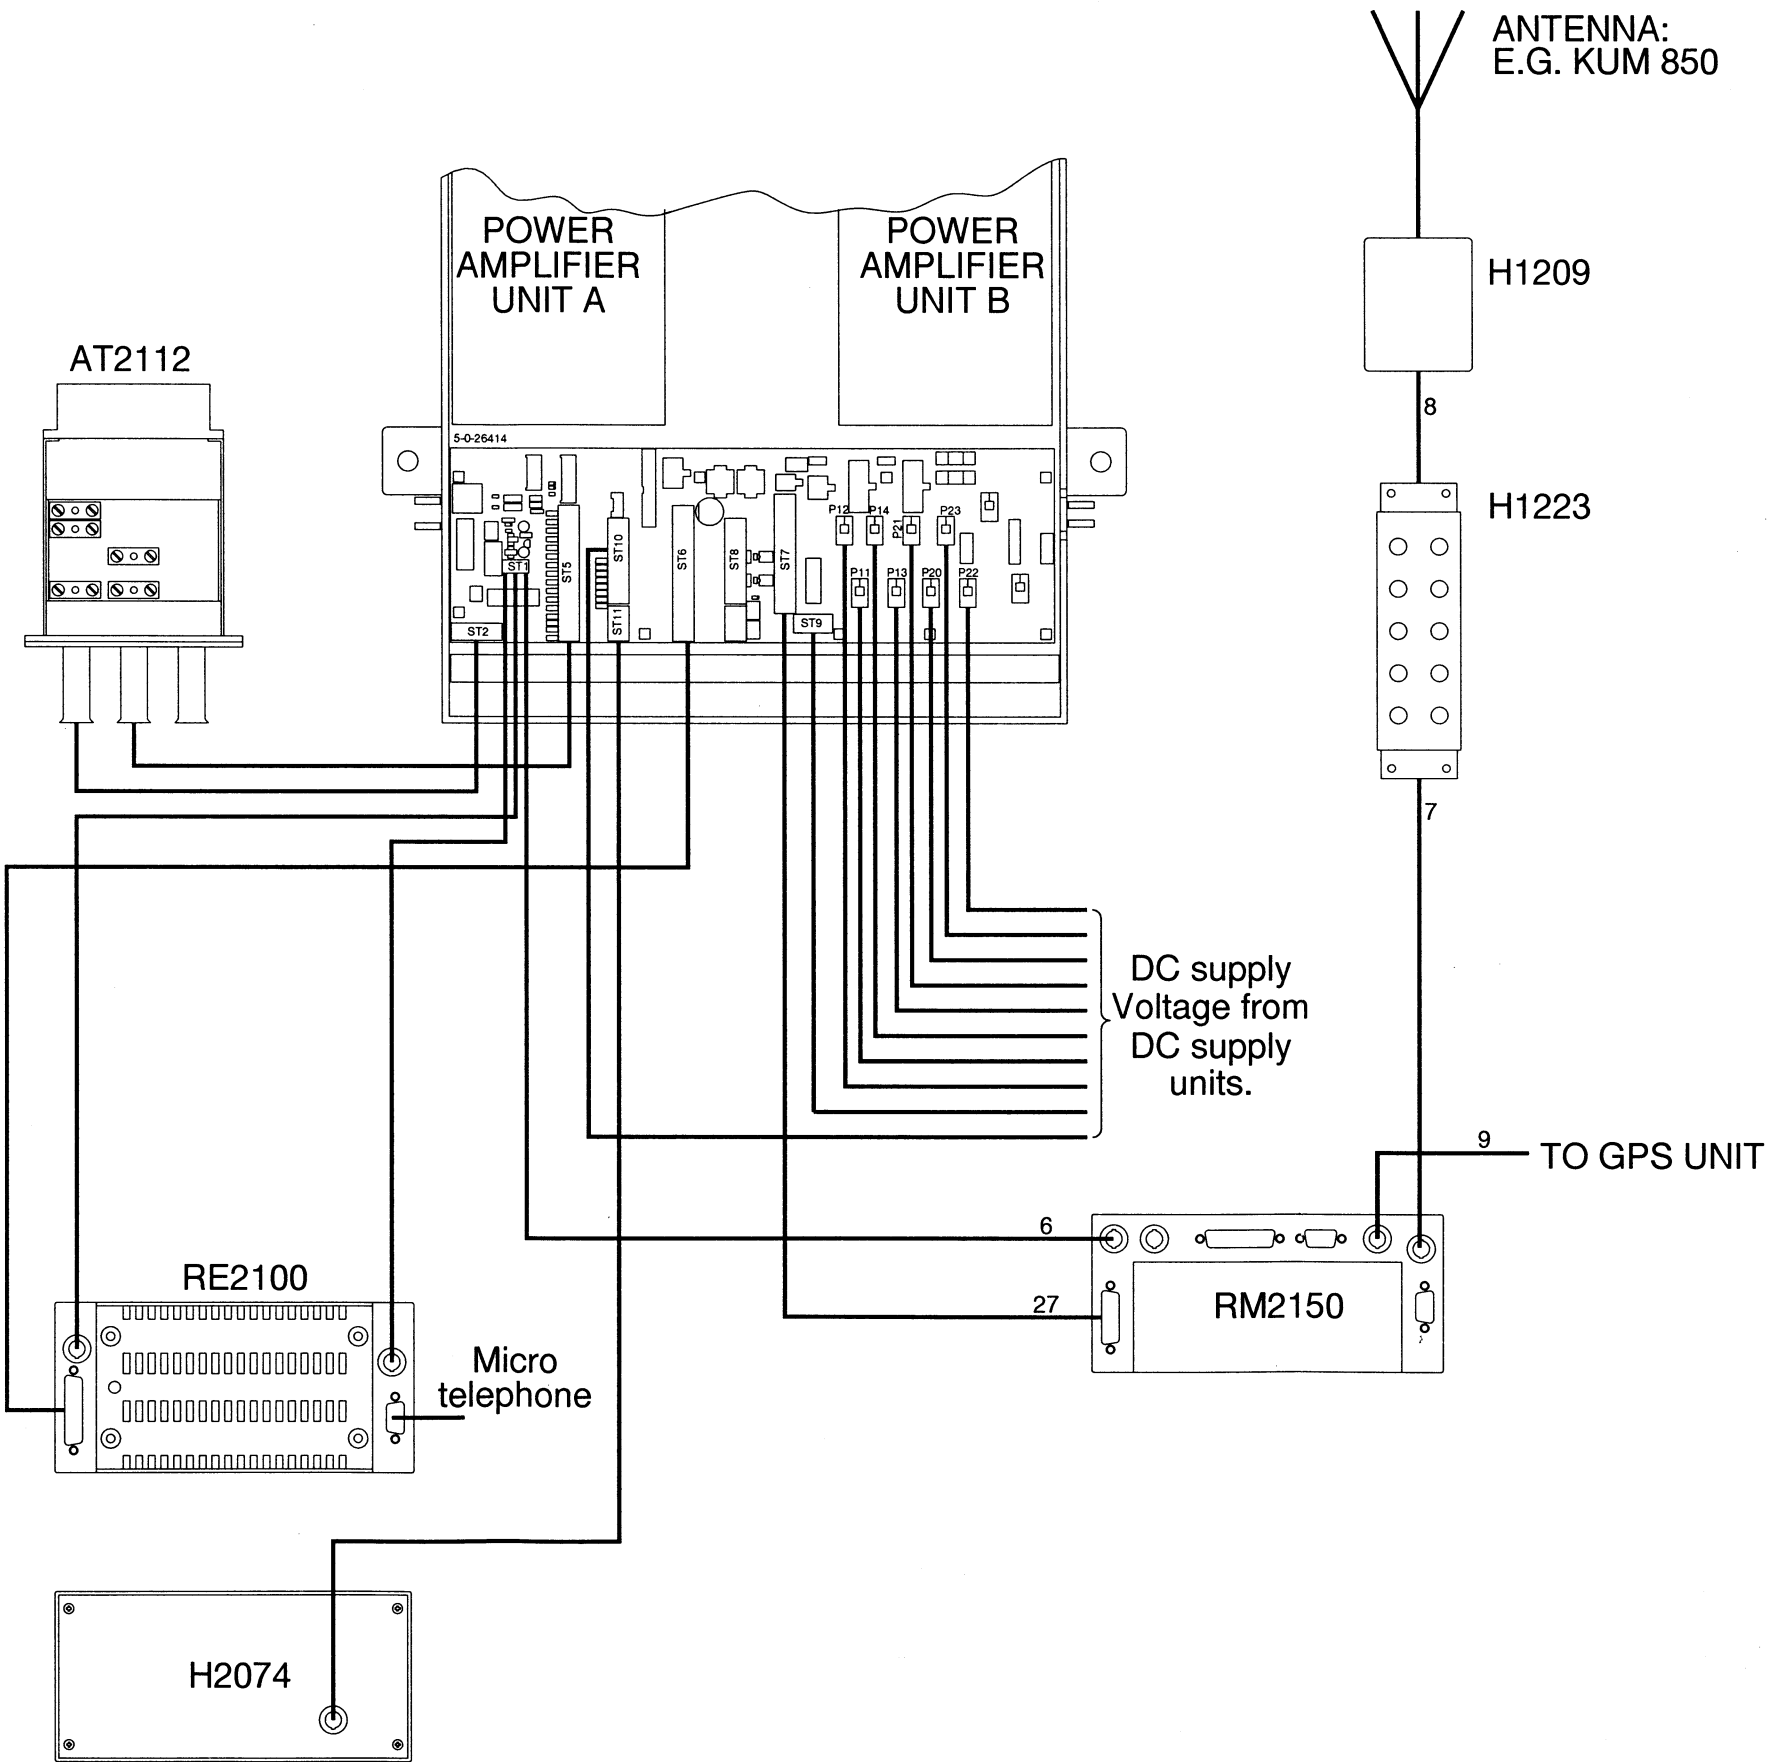 ANTENNA:
E.G. KUM 850
POWER
AMPLIFIER
UNIT A
POWER
AMPLIFIER
UNIT B
H1209
AT2112
8
5-0-26414
H1223
P12
P14
P21
P23
ST1
ST5
ST10
ST6
ST8
ST7
P11
P13
P20
P22
ST2
ST11
ST9
7
DC supply
Voltage from
DC supply
units.
9
TO GPS UNIT
6
RE2100
27
RM2150
Micro
telephone
H2074